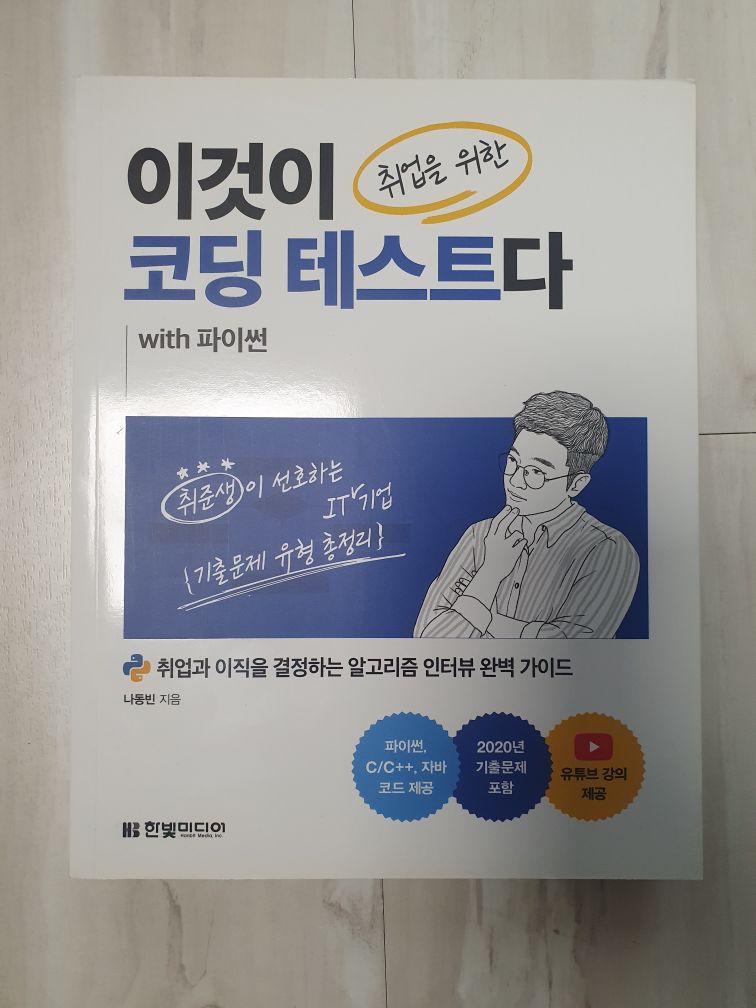 이것이
취업을 위한
코딩 테스트다
with 파이썬
취준생이 선호하는
IT기업
{기출문제 유형 총정리}
취업과 이직을 결정하는 알고리즘 인터뷰 완벽 가이드
나동빈 지음
파이썬,
C/C++, 자바
코드 제공
2020년
기출문제
포함
유튜브 강의
제공
HB 한빛미디어
Hanbit Media, Inc.